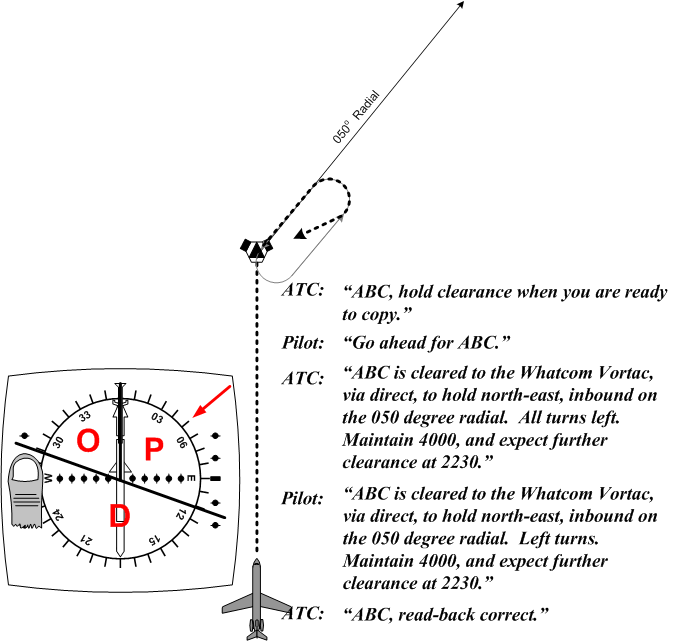 050° Radial
ATC: “ABC, hold clearance when you are ready
to copy.”
Pilot: “Go ahead for ABC.”
ATC: “ABC is cleared to the Whatcom Vortac,
via direct, to hold north-east, inbound on
the 050 degree radial. All turns left.
Maintain 4000, and expect further
clearance at 2230.”
Pilot: “ABC is cleared to the Whatcom Vortac,
via direct, to hold north-east, inbound on
the 050 degree radial. Left turns.
Maintain 4000, and expect further
clearance at 2230.”
ATC: “ABC, read-back correct.”
33 03
30 06
O P
W E
D
24 12
21 15